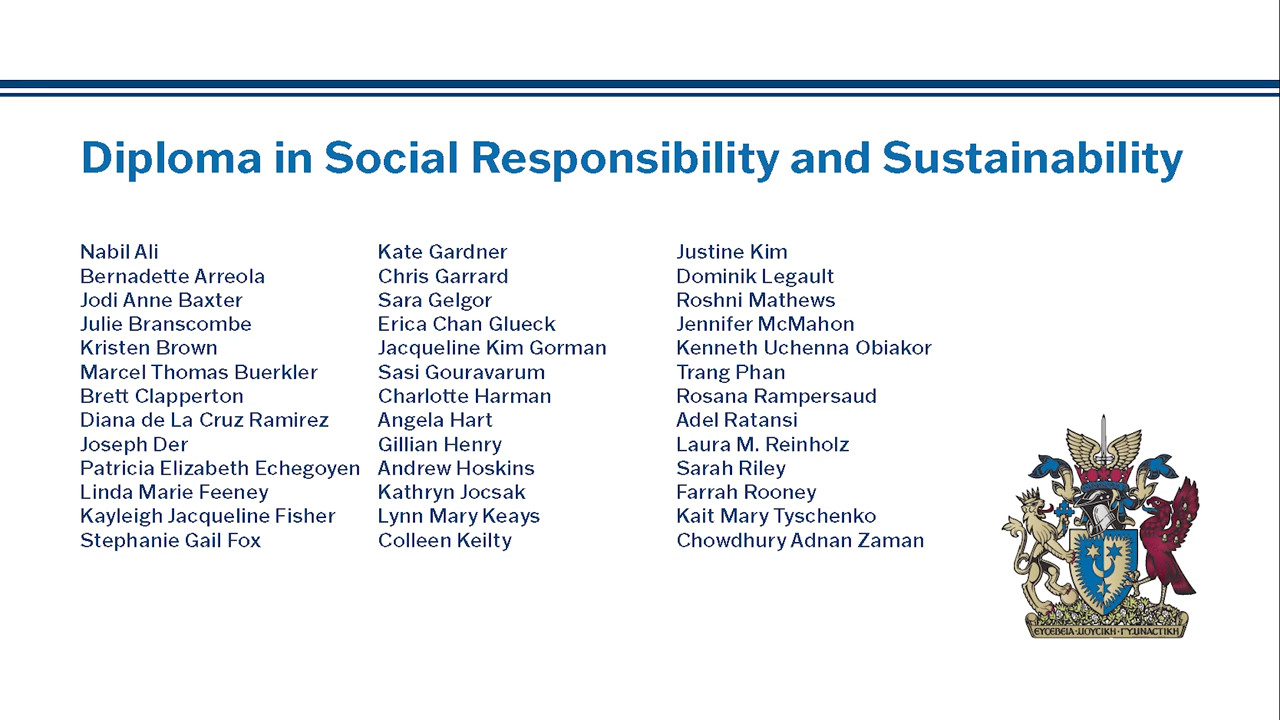 Diploma in Social Responsibility and Sustainability
Nabil Ali
Bernadette Arreola
Jodi Anne Baxter
Julie Branscombe
Kristen Brown
Marcel Thomas Buerkler
Brett Clapperton
Diana de La Cruz Ramirez
Joseph Der
Patricia Elizabeth Echegoyen
Linda Marie Feeney
Kayleigh Jacqueline Fisher
Stephanie Gail Fox
Kate Gardner
Chris Garrard
Sara Gelgor
Erica Chan Glueck
Jacqueline Kim Gorman
Sasi Gouravarum
Charlotte Harman
Angela Hart
Gillian Henry
Andrew Hoskins
Kathryn Jocsak
Lynn Mary Keays
Colleen Keilty
Justine Kim
Dominik Legault
Roshni Mathews
Jennifer McMahon
Kenneth Uchenna Obiakor
Trang Phan
Rosana Rampersaud
Adel Ratansi
Laura M. Reinholz
Sarah Riley
Farrah Rooney
Kait Mary Tyschenko
Chowdhury Adnan Zaman
ΕΥΣΕΒΕΙΑ·ΜΟΥΣΙΚΗ·ΓΥΜΝΑΣΤΙΚΗ